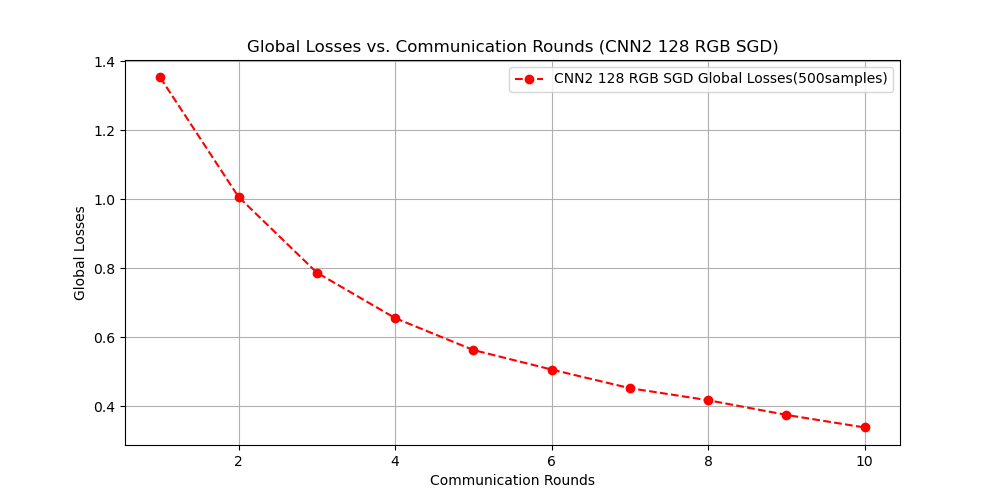 Global Losses vs. Communication Rounds (CNN2 128 RGB SGD)
CNN2 128 RGB SGD Global Losses(500samples)
Global Losses
1.4
1.2
1.0
0.8
0.6
0.4
2 4 6 8 10
Communication Rounds